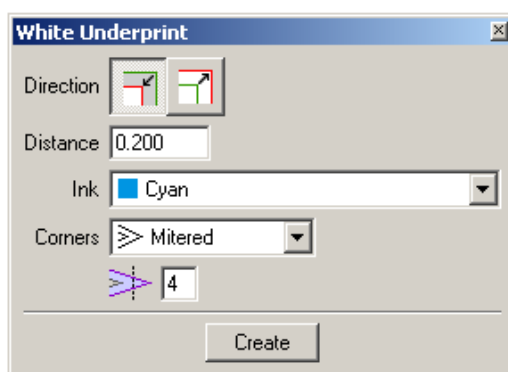 White Underprint
Direction
Distance 0.200
Ink Cyan
Corners Mitered
4
Create